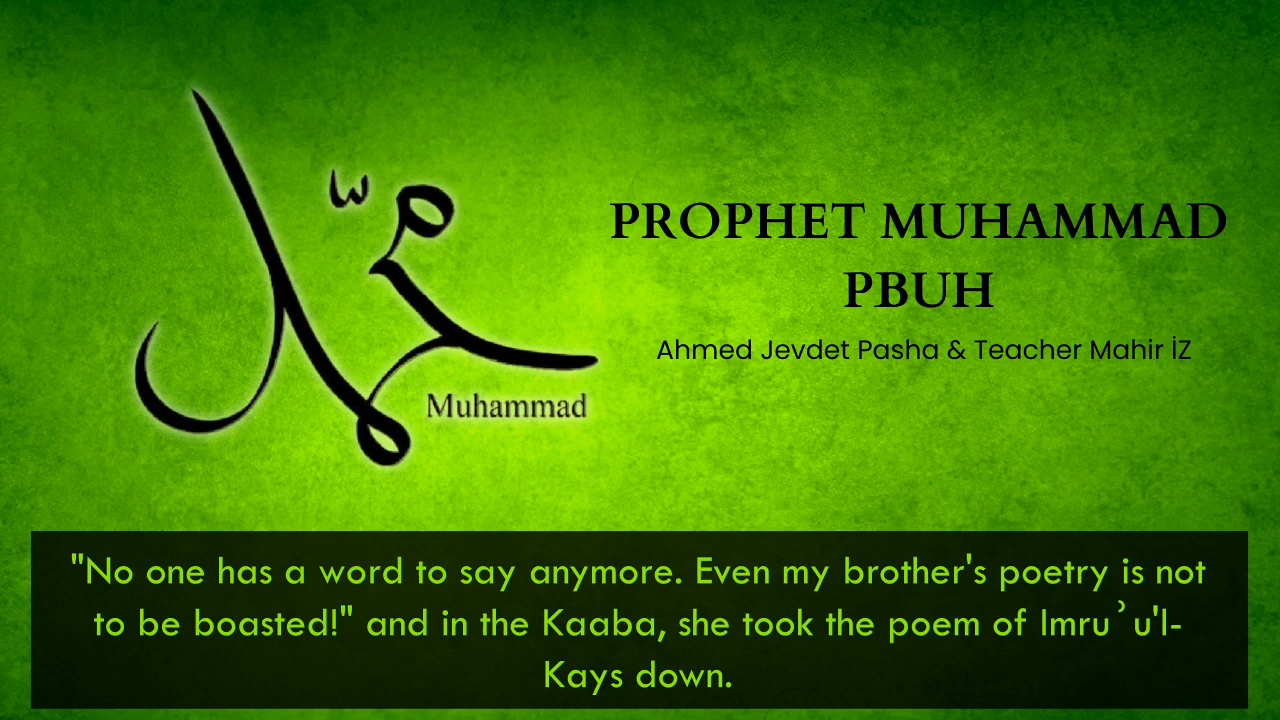 محمد
Muhammad
PROPHET MUHAMMAD
PBUH
Ahmed Jevdet Pasha & Teacher Mahir İZ
"No one has a word to say anymore. Even my brother's poetry is not
to be boasted!" and in the Kaaba, she took the poem of Imruʾu'l-
Kays down.